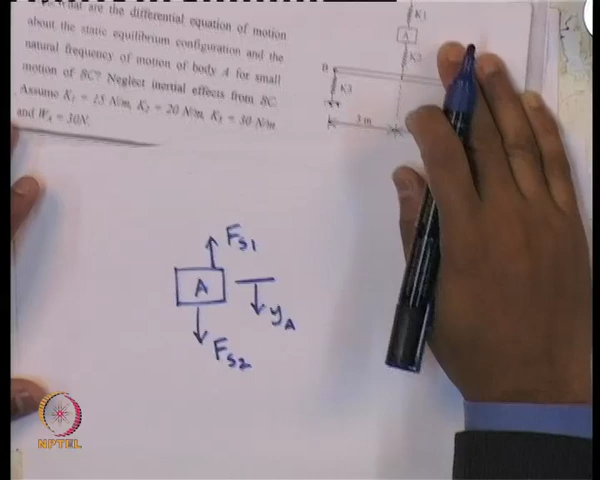 What are the differential equation of motion
about the static equilibrium configuration and the
natural frequency of motion of body A for small
motion of BC? Neglect inertial effects from BC.
Assume K1 = 15 N/m, K2 = 20 N/m, K3 = 30 N/m
and WA = 30N.
K1
A
K2
B
K3
3 m
FS1
A
yA
FS2
NPTEL